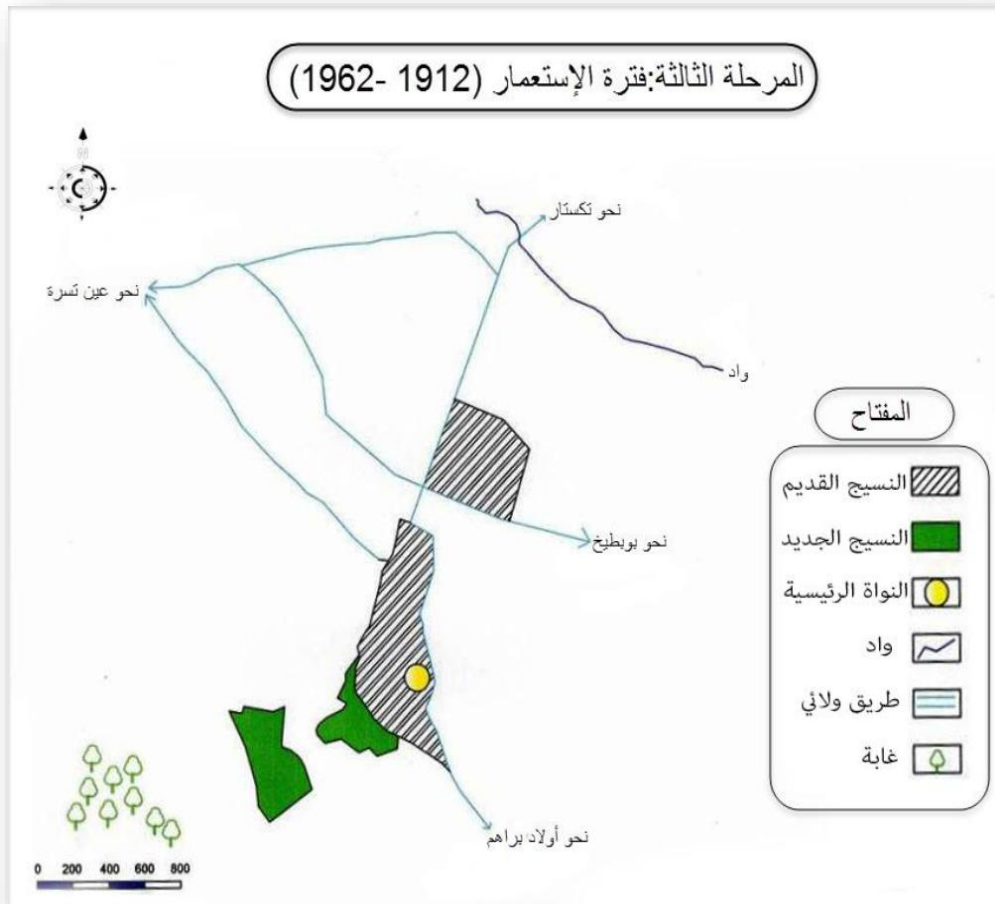 المرحلة الثالثة:فترة الإستعمار (1912 -1962)
N
نحو تكستار
نحو عين تسرة
واد
المفتاح
النسيج القديم
النسيج الجديد
النواة الرئيسية
واد
طريق ولائي
غابة
نحو بوبطيخ
نحو أولاد براهم
0 200 400 600 800